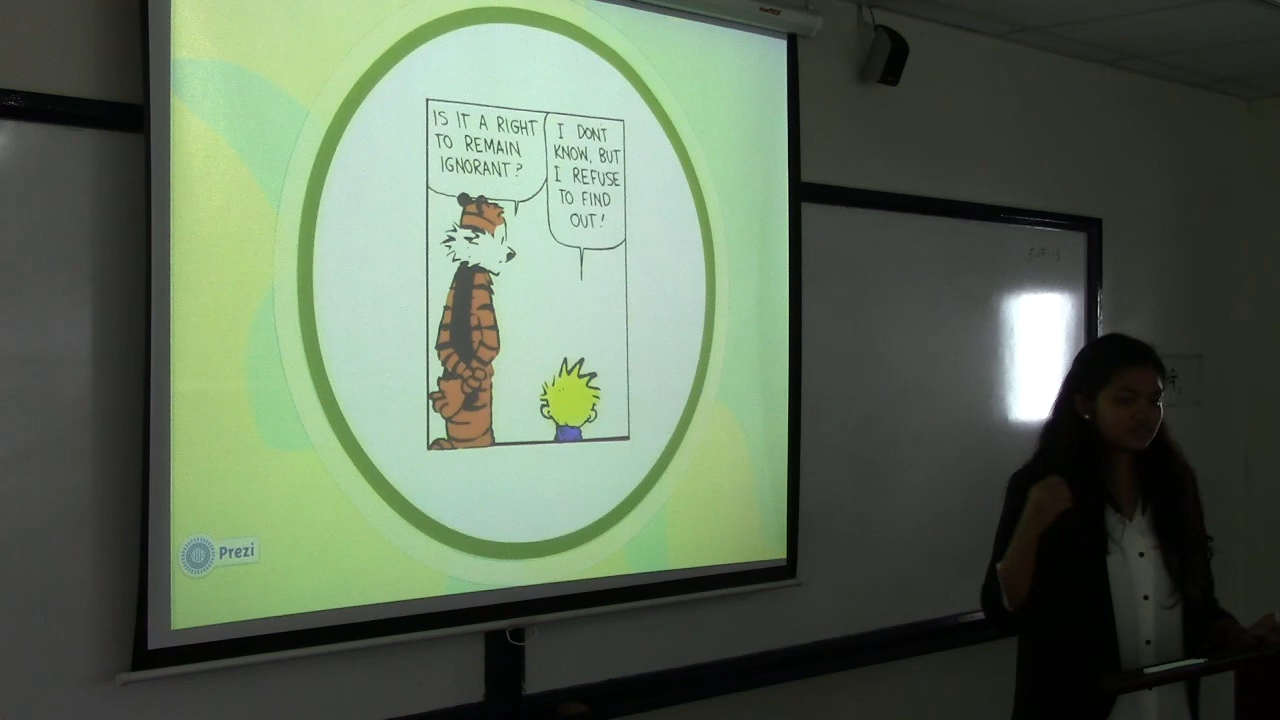 IS IT A RIGHT
TO REMAIN
IGNORANT?
I DONT
KNOW, BUT
I REFUSE
TO FIND
OUT!
Prezi